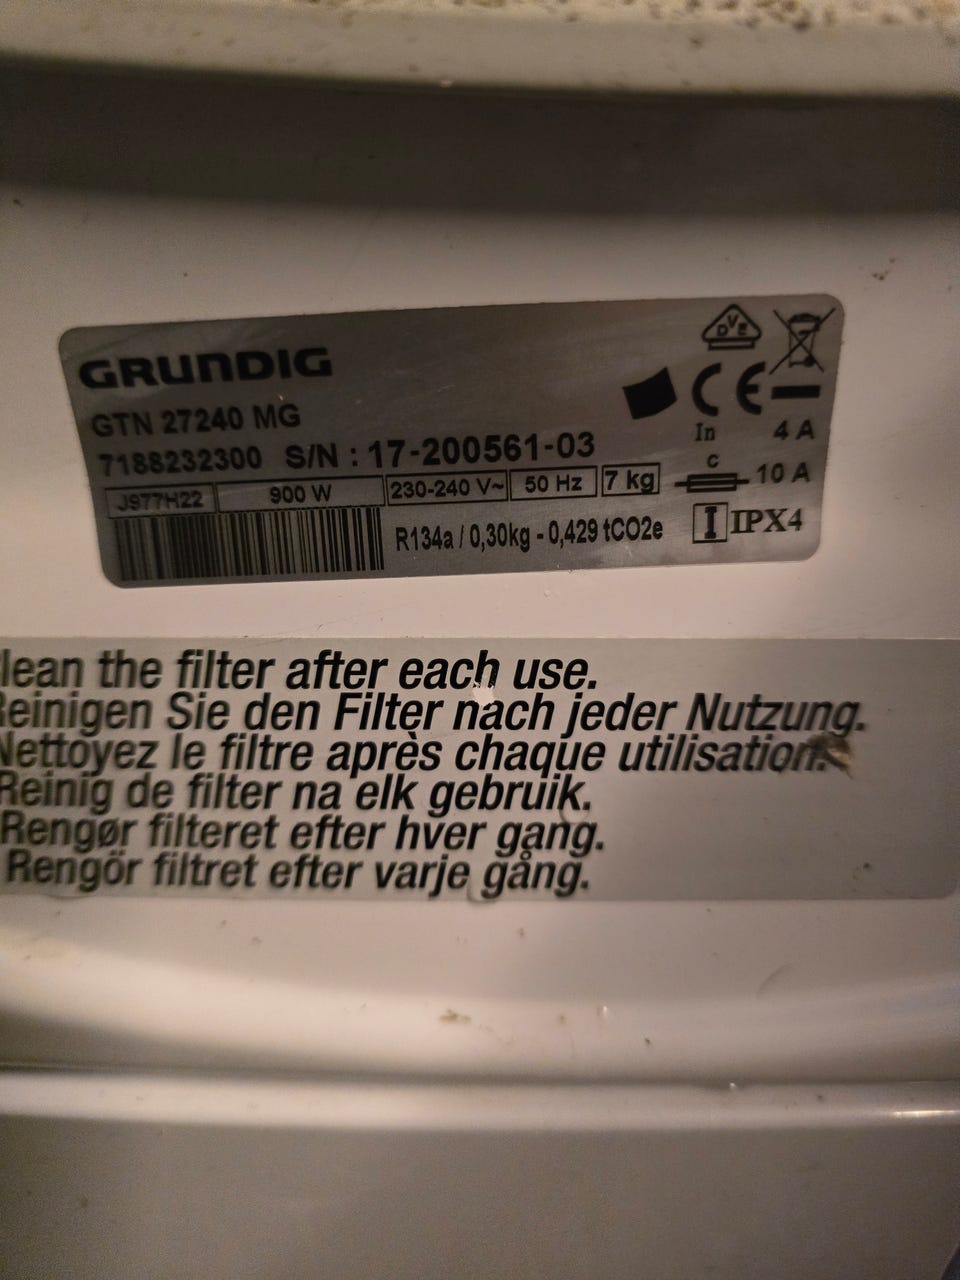 GRUNDIG
GTN 27240 MG
7188232300 S/N : 17-200561-03
J977H22 900 W 230-240 V~ 50 Hz 7 kg
R134a / 0,30kg - 0,429 tCO2e
DVE
CE
In 4 A
C 10 A
IPX4
lean the filter after each use.
Reinigen Sie den Filter nach jeder Nutzung.
Nettoyez le filtre après chaque utilisation.
Reinig de filter na elk gebruik.
Rengør filteret efter hver gang.
Rengör filtret efter varje gång.